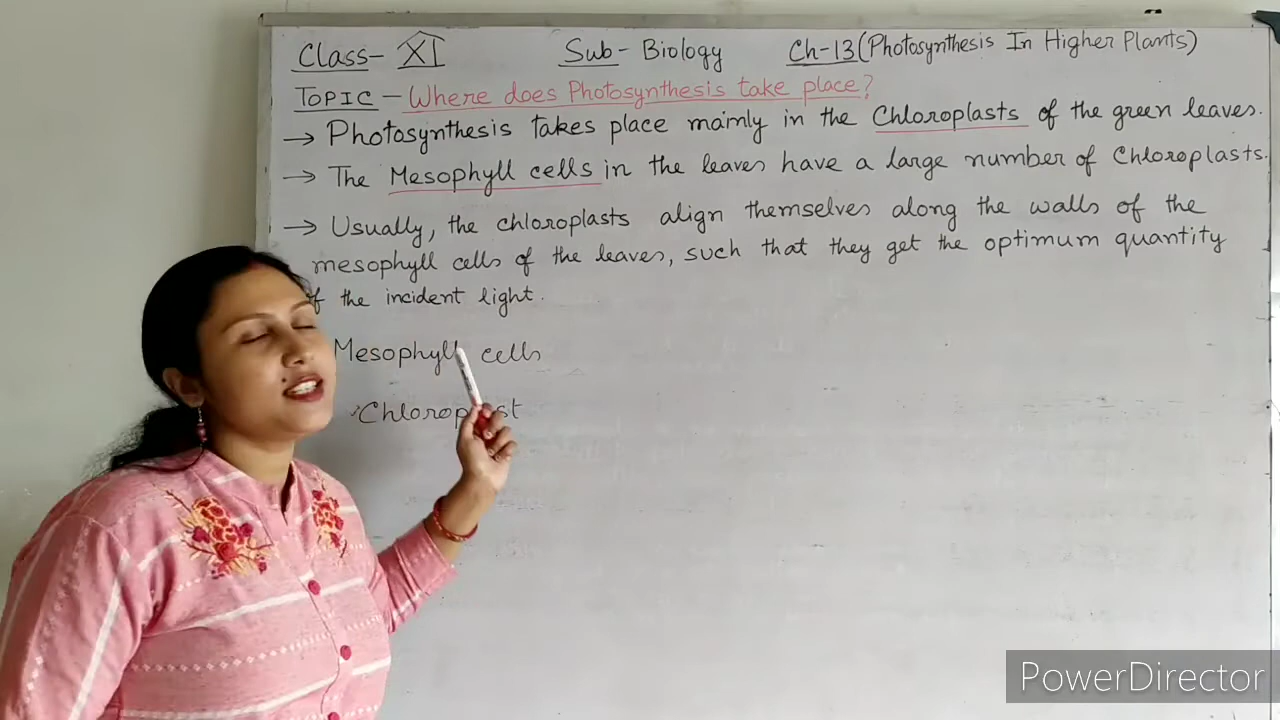 Class- XI Sub- Biology Ch-13 (Photosynthesis In Higher Plants)
TOPIC - Where does Photosynthesis take place?
→ Photosynthesis takes place mainly in the Chloroplasts of the green leaves.
→ The Mesophyll cells in the leaves have a large number of Chloroplasts.
→ Usually, the chloroplasts align themselves along the walls of the
mesophyll cells of the leaves, such that they get the optimum quantity
of the incident light.
Mesophyll cells
Chloroplast
PowerDirector